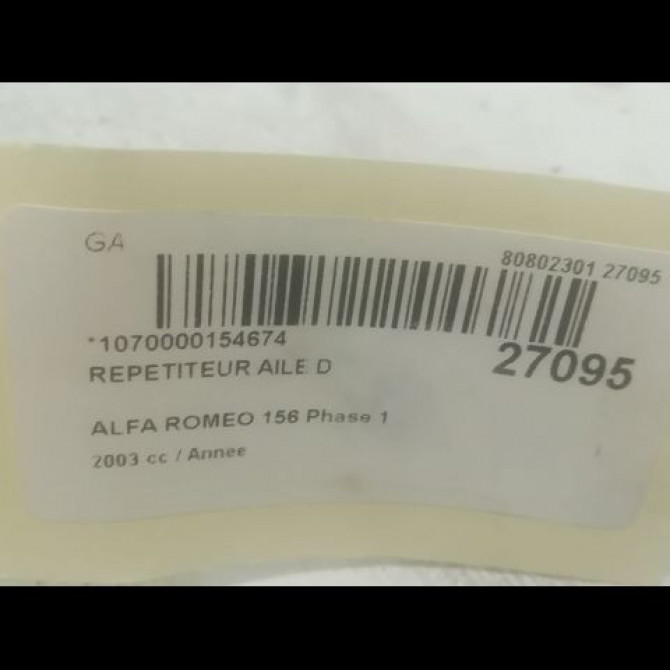 GA
80802301 27095
*1070000154674
27095
REPETITEUR AILE D
ALFA ROMEO 156 Phase 1
2003 cc / Annee